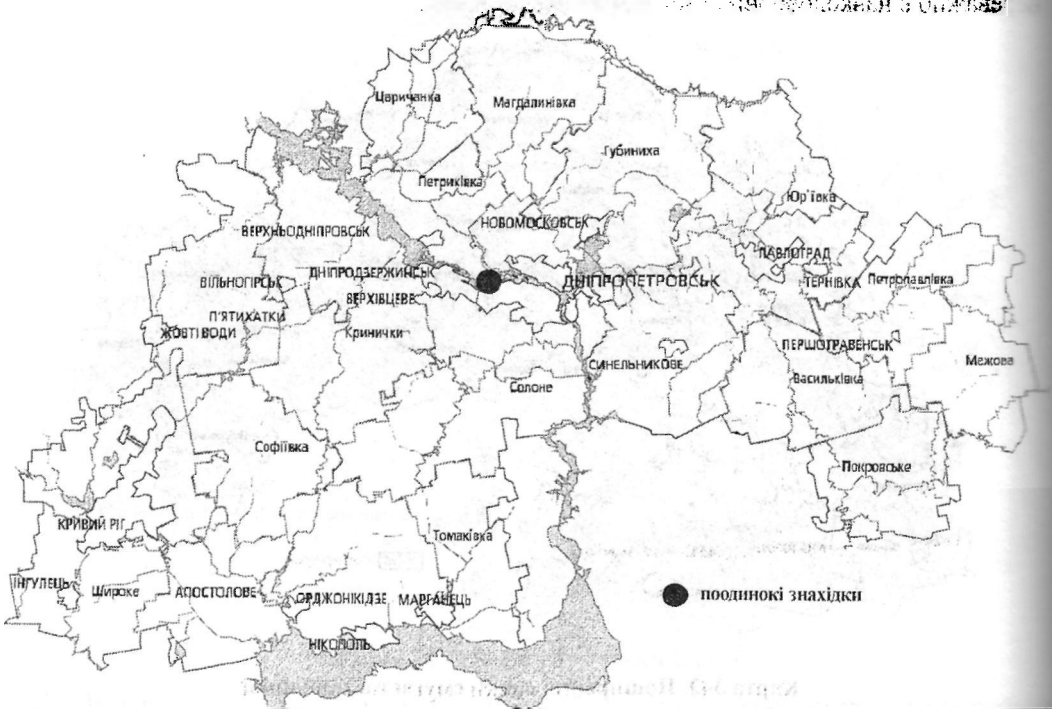 Царичанка
Магдалинівка
Губиниха
Петриківка
Юр'ївка
НОВОМОСКОВСЬК
ВЕРХНЬОДНІПРОВСЬК
ПАВЛОГРАД
ДНІПРОДЗЕРЖИНСЬК
ДНІПРОПЕТРОВСЬК
ТЕРНІВКА
Петропавлівка
ВІЛЬНОГІРСЬК
ВЕРХІВЦЕВЕ
П'ЯТИХАТКИ
ЖОВТІ ВОДИ
Кринички
ПЕРШОТРАВЕНСЬК
Межова
СИНЕЛЬНИКОВЕ
Васильківка
Солоне
Софіївка
Покровське
КРИВИЙ РІГ
Томаківка
ІНГУЛЕЦЬ
Широке
АПОСТОЛОВЕ
ОРДЖОНІКІДЗЕ
МАРГАНЕЦЬ
поодинокі знахідки
НІКОПОЛЬ